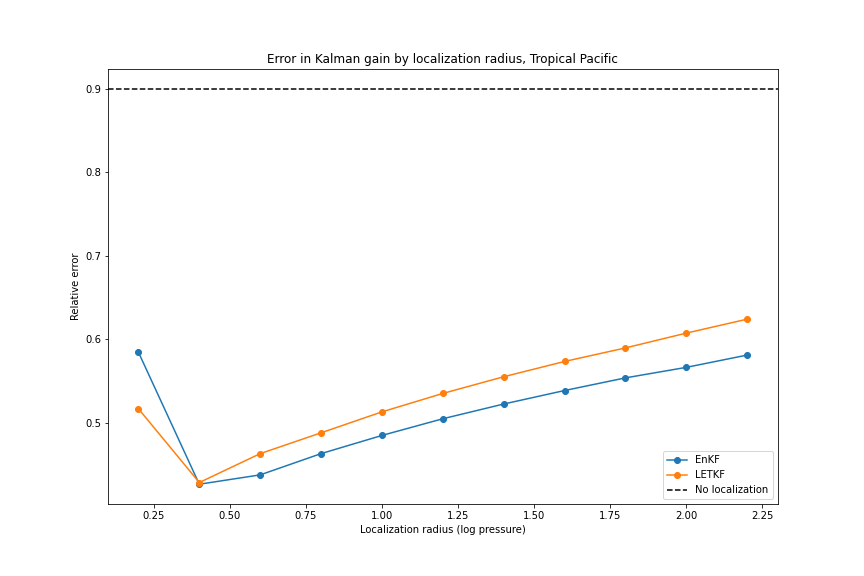 Error in Kalman gain by localization radius, Tropical Pacific
Relative error
0.9
0.8
0.7
0.6
0.5
EnKF
LETKF
No localization
0.25 0.50 0.75 1.00 1.25 1.50 1.75 2.00 2.25
Localization radius (log pressure)